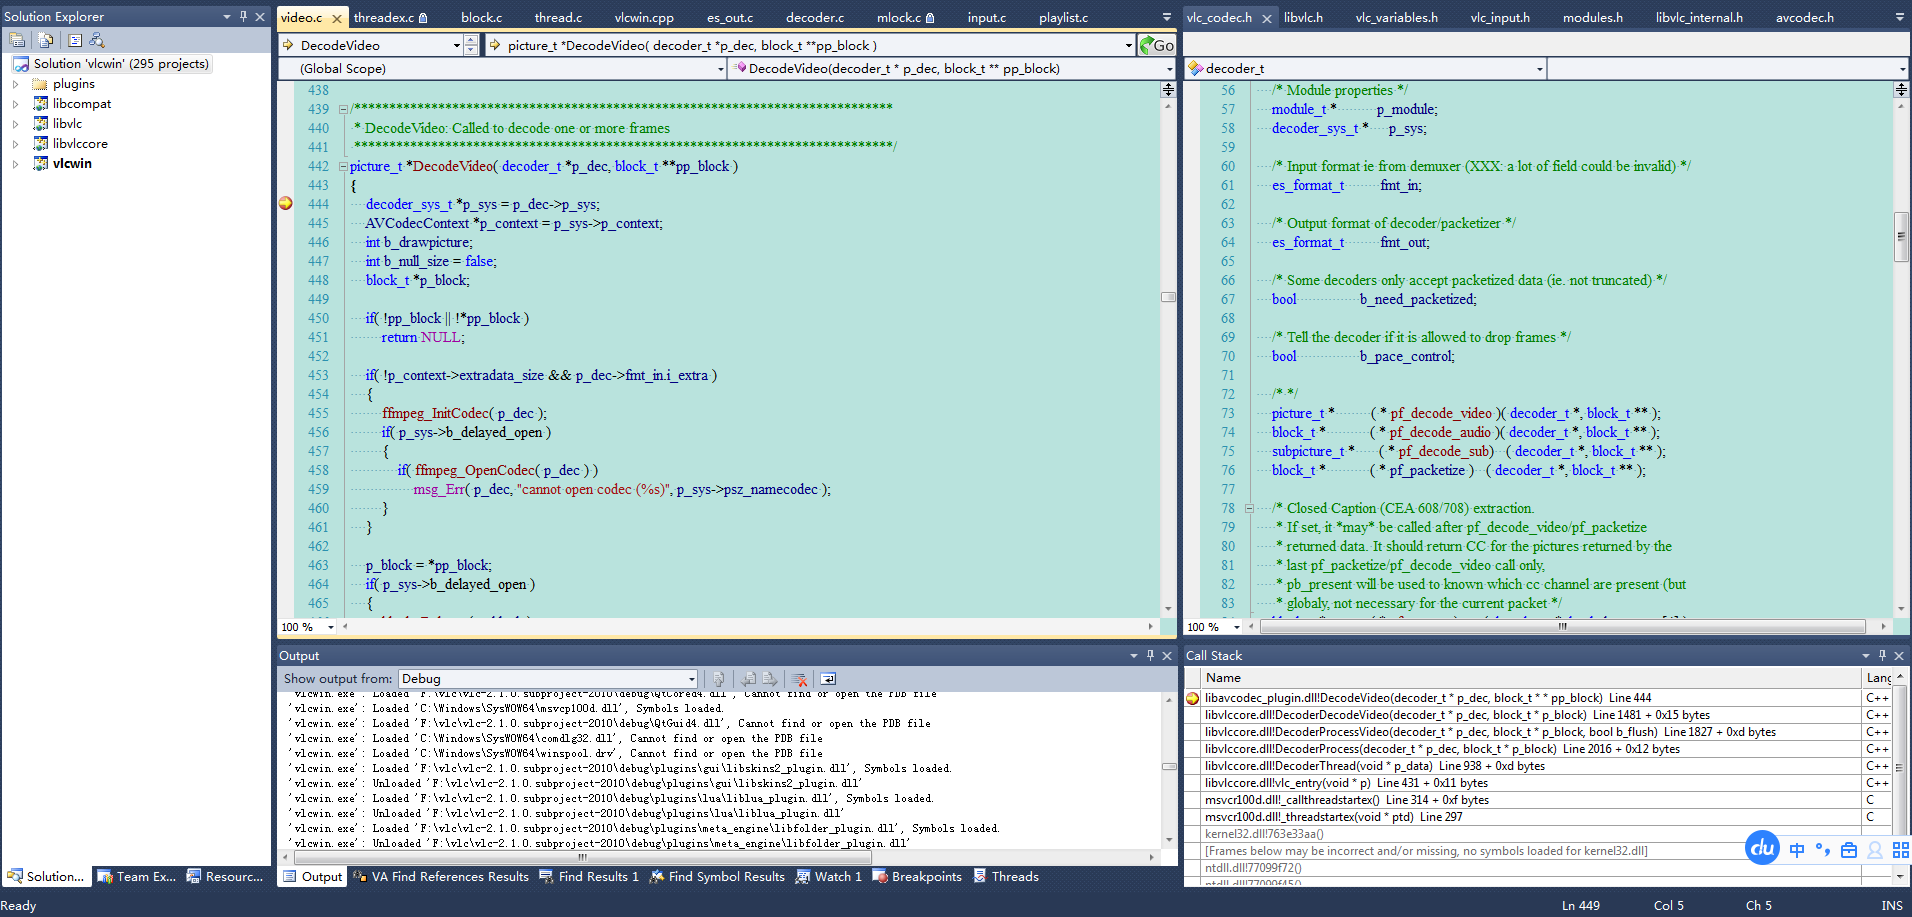 Solution Explorer
Solution 'vlcwin' (295 projects)
plugins
libcompat
libvlc
libvlccore
vlcwin
Solution...
Team Ex...
Resourc...
video.c threadex.c block.c thread.c vlcwin.cpp es_out.c decoder.c mlock.c input.c playlist.c
DecodeVideo picture_t *DecodeVideo( decoder_t *p_dec, block_t **pp_block ) Go
(Global Scope) DecodeVideo(decoder_t * p_dec, block_t ** pp_block)
438
439 /*****************************************************************************
440 * DecodeVideo: Called to decode one or more frames
441 *****************************************************************************/
442 picture_t *DecodeVideo( decoder_t *p_dec, block_t **pp_block )
443 {
444 decoder_sys_t *p_sys = p_dec->p_sys;
445 AVCodecContext *p_context = p_sys->p_context;
446 int b_drawpicture;
447 int b_null_size = false;
448 block_t *p_block;
449
450 if( !pp_block || !*pp_block )
451 return NULL;
452
453 if( !p_context->extradata_size && p_dec->fmt_in.i_extra )
454 {
455 ffmpeg_InitCodec( p_dec );
456 if( p_sys->b_delayed_open )
457 {
458 if( ffmpeg_OpenCodec( p_dec ) )
459 msg_Err( p_dec, "cannot open codec (%s)", p_sys->psz_namecodec );
460 }
461 }
462
463 p_block = *pp_block;
464 if( p_sys->b_delayed_open )
465 {
100 %
vlc_codec.h libvlc.h vlc_variables.h vlc_input.h modules.h libvlc_internal.h avcodec.h
decoder_t
56 /* Module properties */
57 module_t * p_module;
58 decoder_sys_t * p_sys;
59
60 /* Input format ie from demuxer (XXX: a lot of field could be invalid) */
61 es_format_t fmt_in;
62
63 /* Output format of decoder/packetizer */
64 es_format_t fmt_out;
65
66 /* Some decoders only accept packetized data (ie. not truncated) */
67 bool b_need_packetized;
68
69 /* Tell the decoder if it is allowed to drop frames */
70 bool b_pace_control;
71
72 /* */
73 picture_t * ( * pf_decode_video )( decoder_t *, block_t ** );
74 block_t * ( * pf_decode_audio )( decoder_t *, block_t ** );
75 subpicture_t * ( * pf_decode_sub) ( decoder_t *, block_t ** );
76 block_t * ( * pf_packetize ) ( decoder_t *, block_t ** );
77
78 /* Closed Caption (CEA 608/708) extraction.
79 * If set, it *may* be called after pf_decode_video/pf_packetize
80 * returned data. It should return CC for the pictures returned by the
81 * last pf_packetize/pf_decode_video call only,
82 * pb_present will be used to known which cc channel are present (but
83 * globaly, not necessary for the current packet */
100 %
Output
Show output from: Debug
'vlcwin.exe': Loaded 'F:\vlc\vlc-2.1.0.subproject-2010\debug\QtCored4.dll', Cannot find or open the PDB file
'vlcwin.exe': Loaded 'C:\Windows\SysWOW64\msvcp100d.dll', Symbols loaded.
'vlcwin.exe': Loaded 'F:\vlc\vlc-2.1.0.subproject-2010\debug\QtGuid4.dll', Cannot find or open the PDB file
'vlcwin.exe': Loaded 'C:\Windows\SysWOW64\comdlg32.dll', Cannot find or open the PDB file
'vlcwin.exe': Loaded 'C:\Windows\SysWOW64\winspool.drv', Cannot find or open the PDB file
'vlcwin.exe': Loaded 'F:\vlc\vlc-2.1.0.subproject-2010\debug\plugins\gui\libskins2_plugin.dll', Symbols loaded.
'vlcwin.exe': Unloaded 'F:\vlc\vlc-2.1.0.subproject-2010\debug\plugins\gui\libskins2_plugin.dll'
'vlcwin.exe': Loaded 'F:\vlc\vlc-2.1.0.subproject-2010\debug\plugins\lua\liblua_plugin.dll', Symbols loaded.
'vlcwin.exe': Unloaded 'F:\vlc\vlc-2.1.0.subproject-2010\debug\plugins\lua\liblua_plugin.dll'
'vlcwin.exe': Loaded 'F:\vlc\vlc-2.1.0.subproject-2010\debug\plugins\meta_engine\libfolder_plugin.dll', Symbols loaded.
'vlcwin.exe': Unloaded 'F:\vlc\vlc-2.1.0.subproject-2010\debug\plugins\meta_engine\libfolder_plugin.dll'
Output VA Find References Results Find Results 1 Find Symbol Results Watch 1 Breakpoints Threads
Call Stack
Name Lang
libavcodec_plugin.dll!DecodeVideo(decoder_t * p_dec, block_t * * pp_block) Line 444 C++
libvlccore.dll!DecoderDecodeVideo(decoder_t * p_dec, block_t * p_block) Line 1481 + 0x15 bytes C++
libvlccore.dll!DecoderProcessVideo(decoder_t * p_dec, block_t * p_block, bool b_flush) Line 1827 + 0xd bytes C++
libvlccore.dll!DecoderProcess(decoder_t * p_dec, block_t * p_block) Line 2016 + 0x12 bytes C++
libvlccore.dll!DecoderThread(void * p_data) Line 938 + 0xd bytes C++
libvlccore.dll!vlc_entry(void * p) Line 431 + 0x11 bytes C++
msvcr100d.dll!_callthreadstartex() Line 314 + 0xf bytes C
msvcr100d.dll!_threadstartex(void * ptd) Line 297 C
kernel32.dll!763e33aa()
[Frames below may be incorrect and/or missing, no symbols loaded for kernel32.dll]
ntdll.dll!77099f72()
ntdll.dll!77099f45()
du 中
Ready Ln 449 Col 5 Ch 5 INS